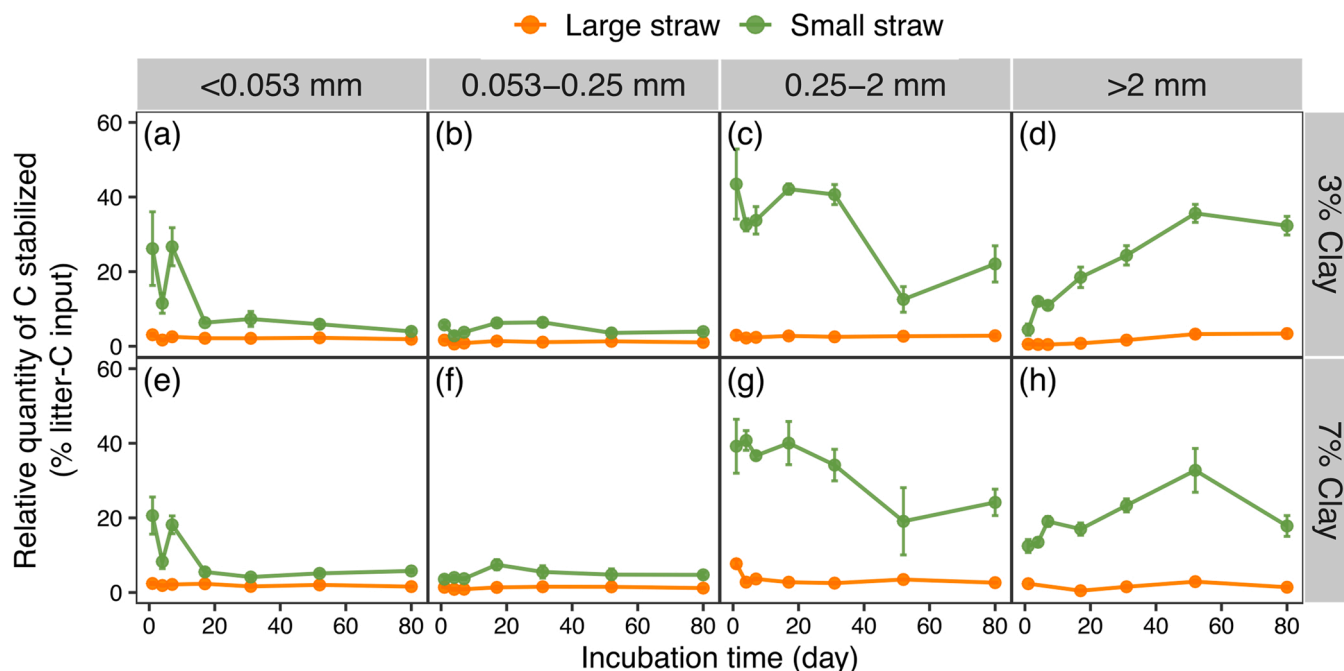 Large straw Small straw
<0.053 mm 0.053–0.25 mm 0.25–2 mm >2 mm
Relative quantity of C stabilized
(% litter-C input)
60 (a) (b) (c) (d)
40
20
0
3% Clay
60 (e) (f) (g) (h)
40
20
0
7% Clay
0 20 40 60 80 0 20 40 60 80 0 20 40 60 80 0 20 40 60 80
Incubation time (day)